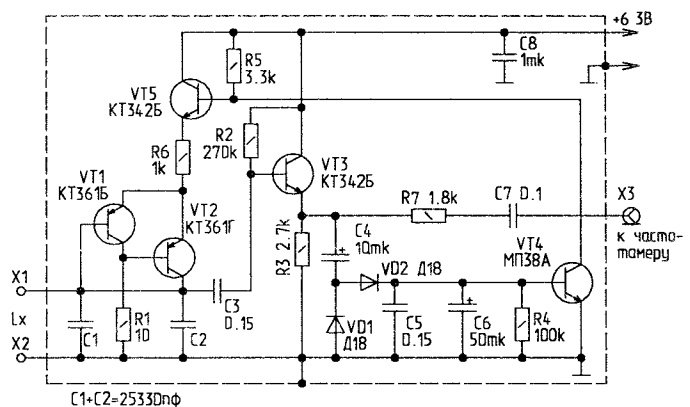 +6 3В
C8
1mk
R5
3.3k
VT5
КТ342Б
R2
270k
R6
1k
VT1
КТ361Б
VT2
КТ361Г
VT3
КТ342Б
R7 1.8k
C7 0.1
X3
к часто-
томеру
R3 2.7k
C4
10mk
VT4
МП38А
VD2 Д18
X1
Lx
X2
C1
R1
10
C2
C3
0.15
VD1
Д18
C5
0.15
C6
50mk
R4
100k
C1+C2=25330пф